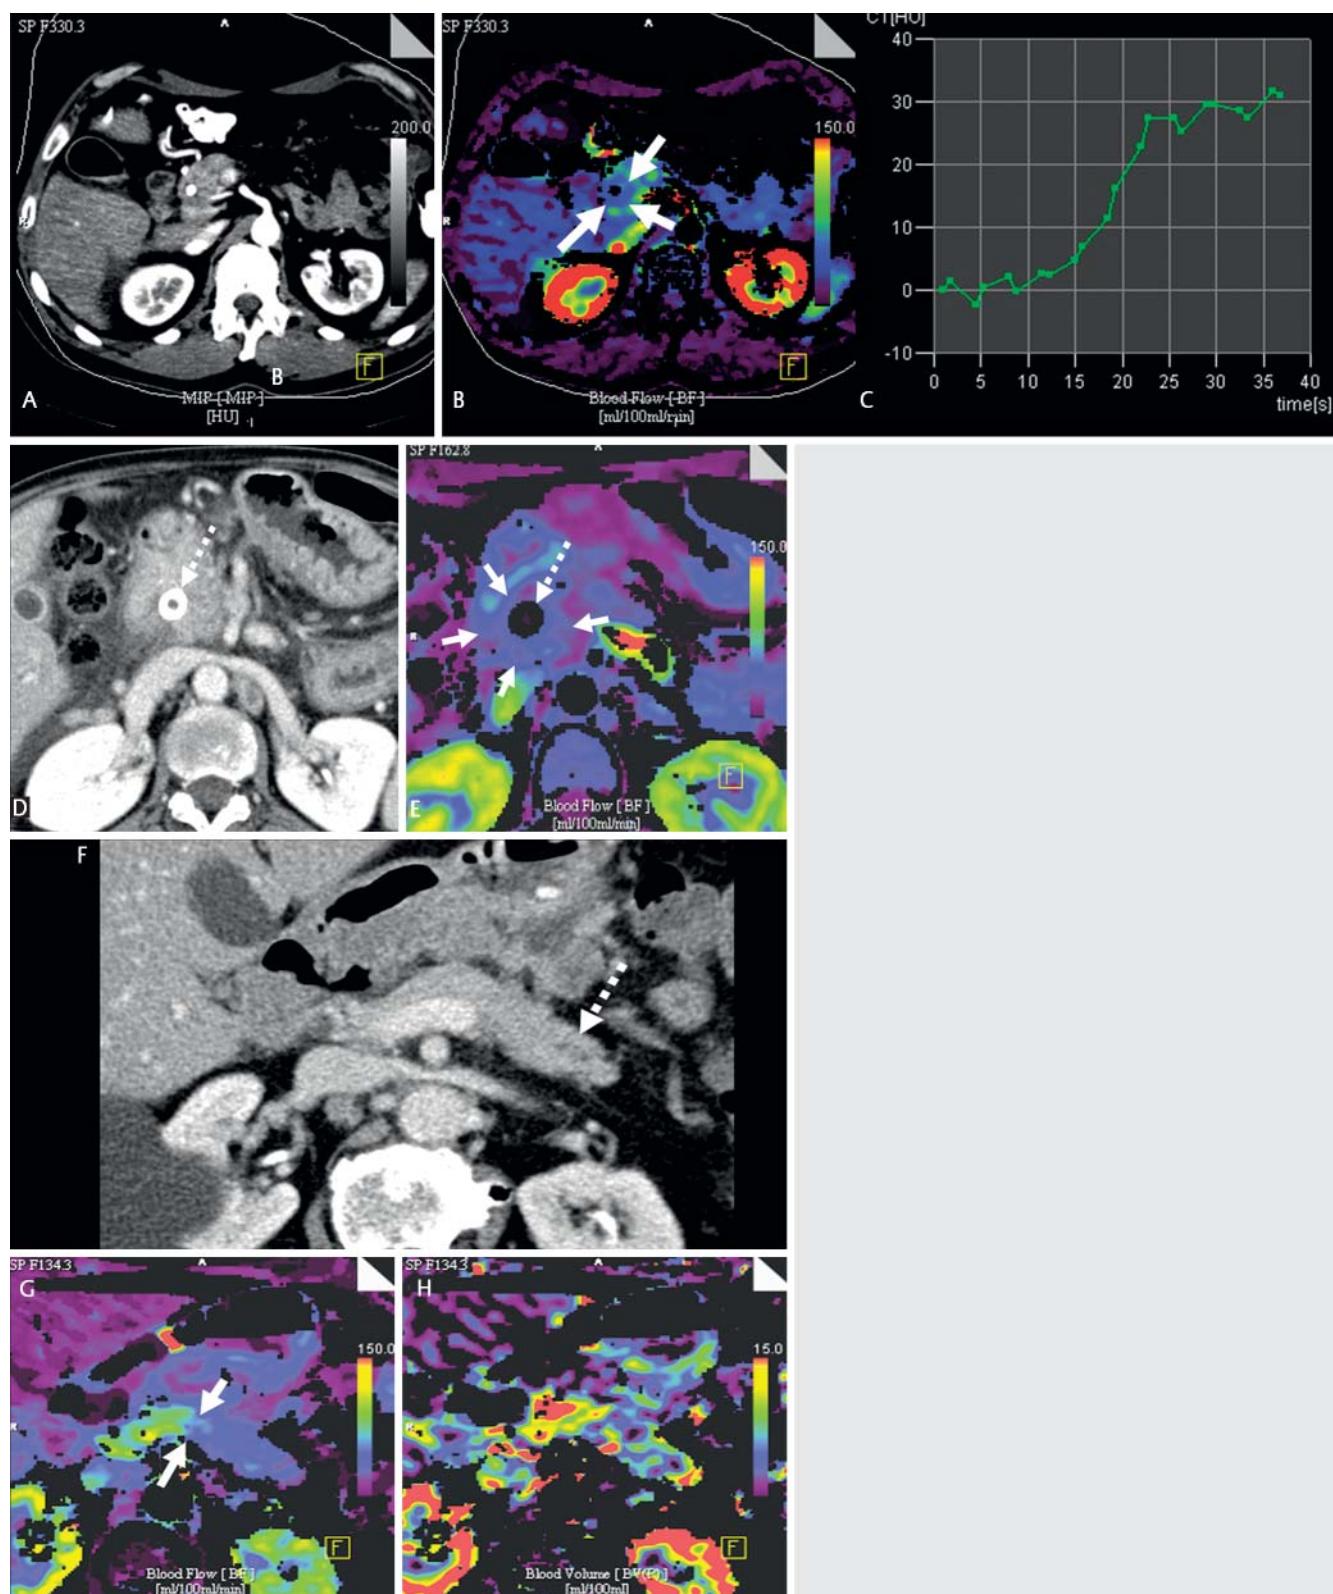 SP F330.3
200.0
B
F
A
MIP [ MIP ]
[HU]
SP F330.3
150.0
F
B
Blood Flow [ BF ]
[ml/100ml/min]
CT[HU]
40
30
20
10
0
-10
0 5 10 15 20 25 30 35 40
time[s]
C
D
SP F162.8
150.0
F
E
Blood Flow [ BF ]
[ml/100ml/min]
F
SP F134.3
G
150.0
F
Blood Flow [ BF ]
[ml/100ml/min]
SP F134.3
H
15.0
F
Blood Volume [ BV(P) ]
[ml/100ml]